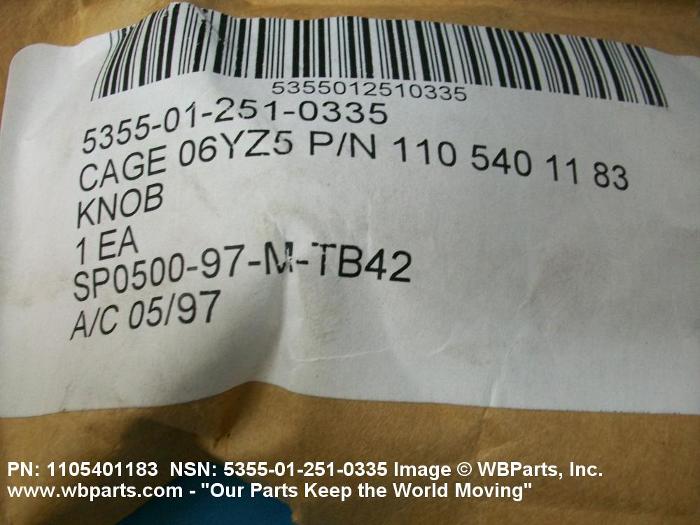 5355012510335
5355-01-251-0335
CAGE 06YZ5 P/N 110 540 11 83
KNOB
1 EA
SP0500-97-M-TB42
A/C 05/97
PN: 1105401183  NSN: 5355-01-251-0335 Image © WBParts, Inc.
www.wbparts.com - "Our Parts Keep the World Moving"